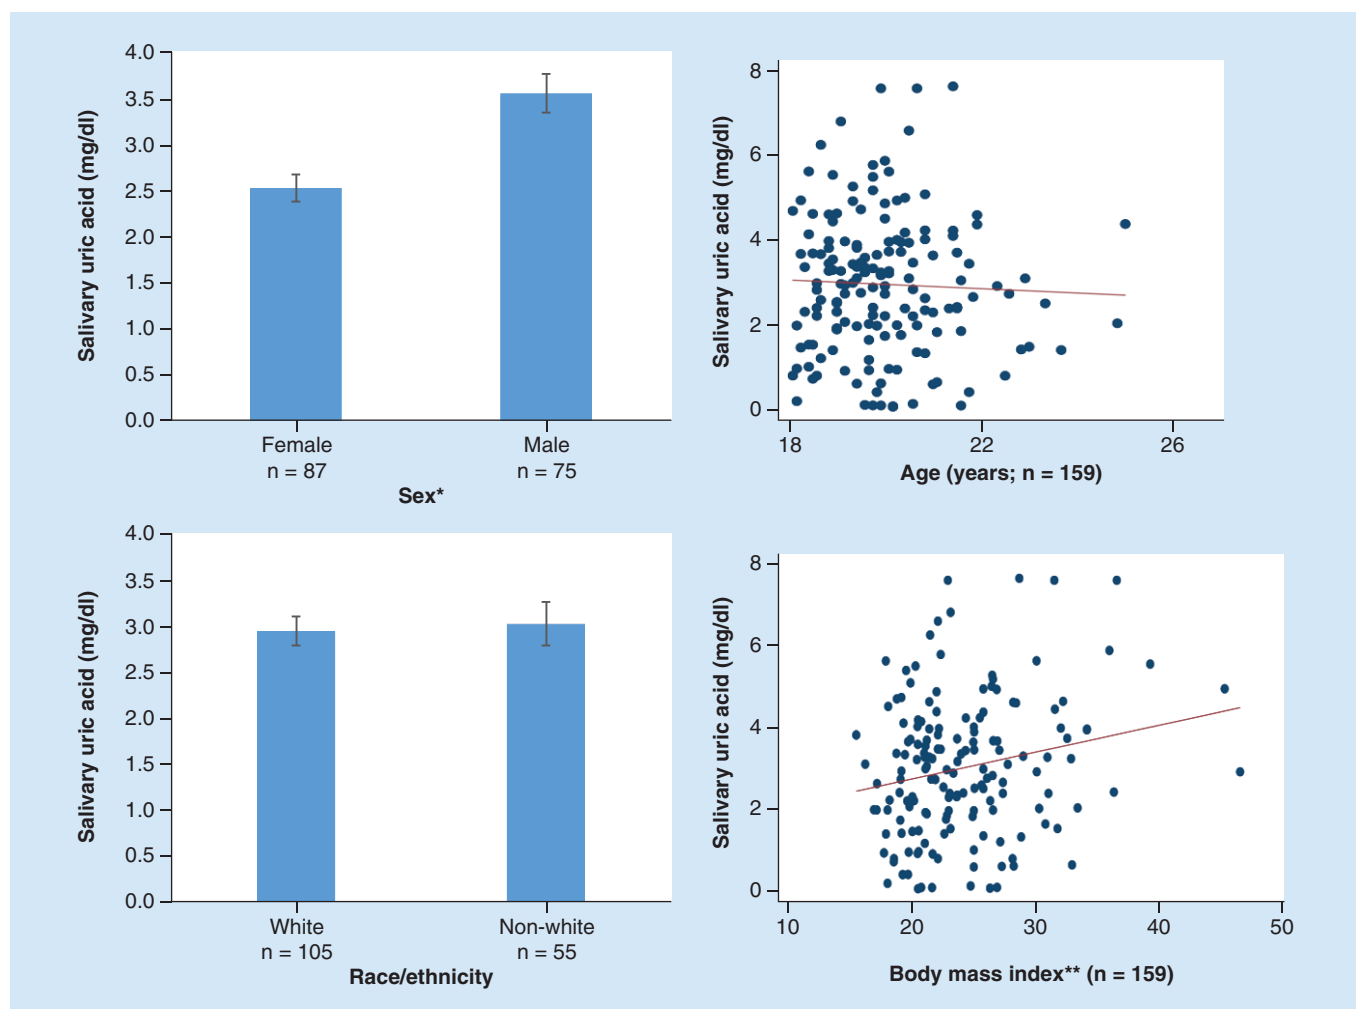 Salivary uric acid (mg/dl)
4.0
3.5
3.0
2.5
2.0
1.5
1.0
0.5
0.0
Female Male
n = 87 n = 75
Sex*
Salivary uric acid (mg/dl)
8
6
4
2
0
18 22 26
Age (years; n = 159)
Salivary uric acid (mg/dl)
4.0
3.5
3.0
2.5
2.0
1.5
1.0
0.5
0.0
White Non-white
n = 105 n = 55
Race/ethnicity
Salivary uric acid (mg/dl)
8
6
4
2
0
10 20 30 40 50
Body mass index** (n = 159)